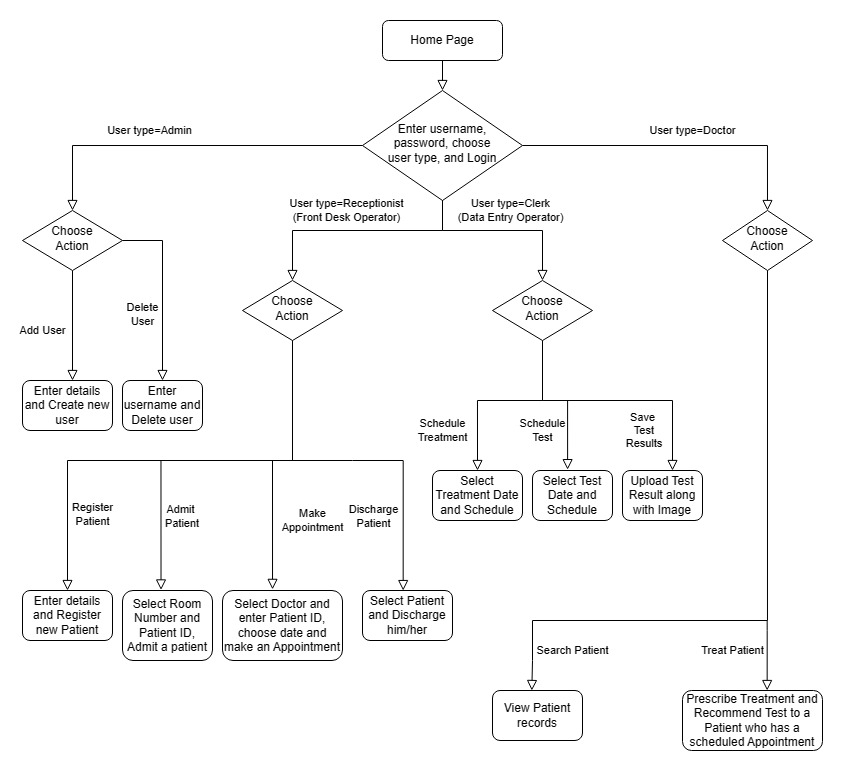 Home Page
Enter username,
password, choose
user type, and Login
User type=Admin
User type=Doctor
User type=Receptionist
(Front Desk Operator)
User type=Clerk
(Data Entry Operator)
Choose
Action
Choose
Action
Choose
Action
Choose
Action
Add User
Delete
User
Enter details
and Create new
user
Enter
username and
Delete user
Schedule
Treatment
Schedule
Test
Save
Test
Results
Select
Treatment Date
and Schedule
Select Test
Date and
Schedule
Upload Test
Result along
with Image
Register
Patient
Admit
Patient
Make
Appointment
Discharge
Patient
Enter details
and Register
new Patient
Select Room
Number and
Patient ID,
Admit a patient
Select Doctor and
enter Patient ID,
choose date and
make an Appointment
Select Patient
and Discharge
him/her
Search Patient
Treat Patient
View Patient
records
Prescribe Treatment and
Recommend Test to a
Patient who has a
scheduled Appointment